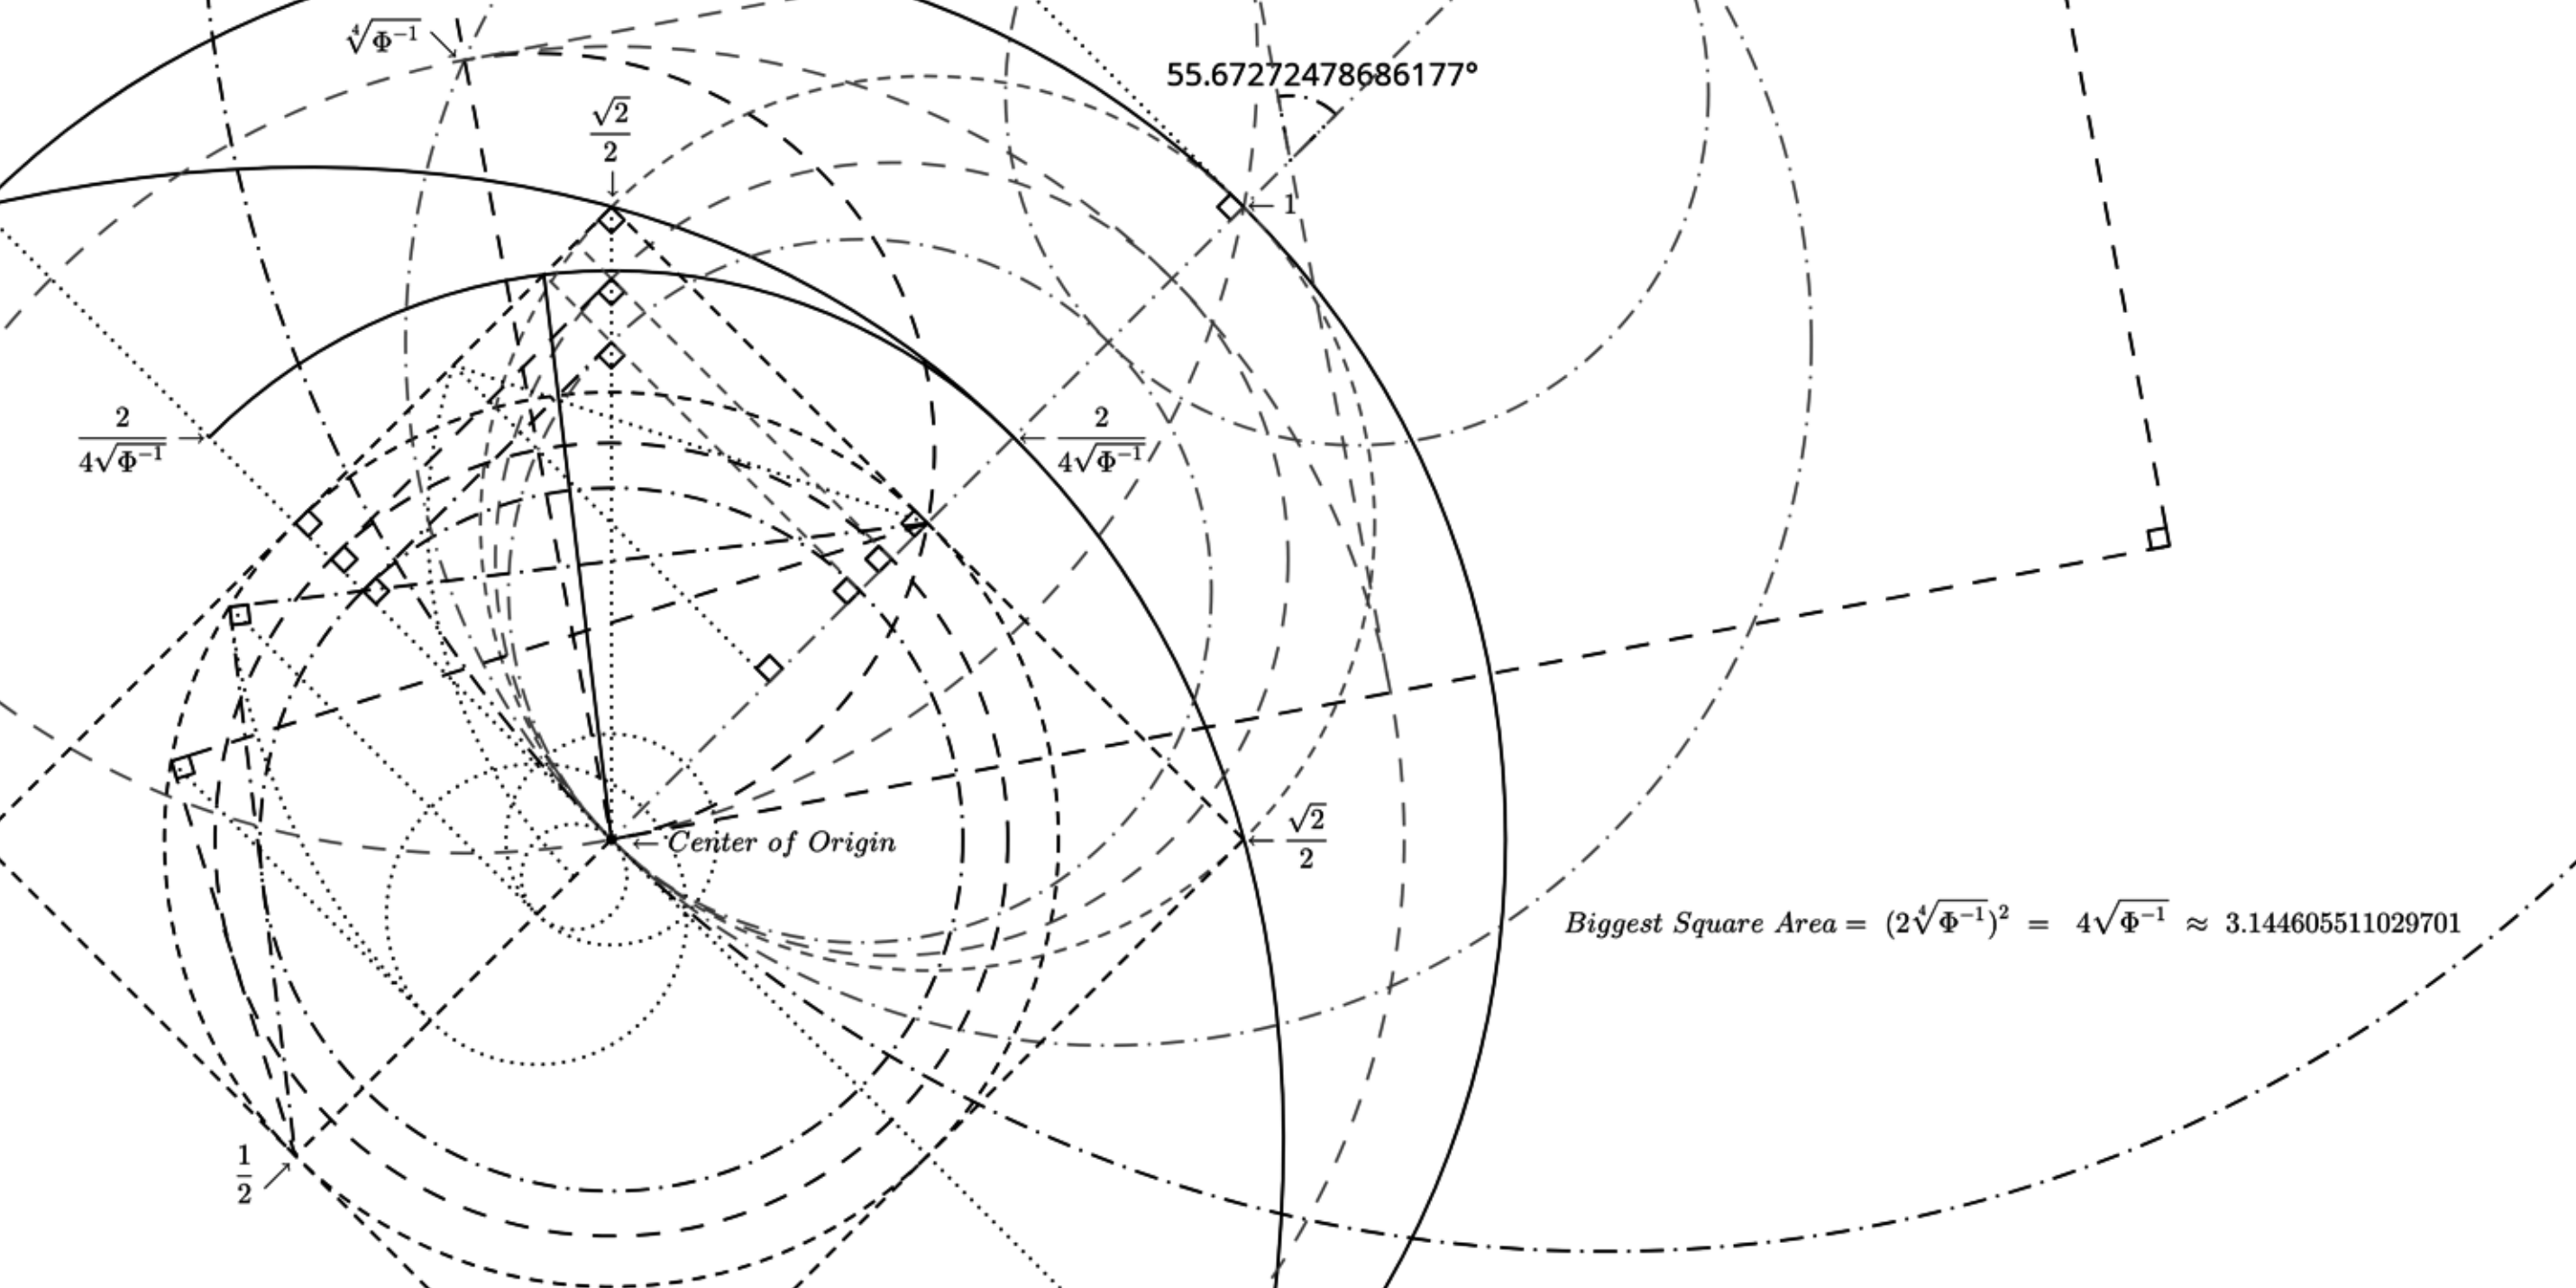 ∜Φ⁻¹
55.67272478686177°
√2/2
← 1
2/(4√Φ⁻¹) →
← 2/(4√Φ⁻¹)
← Center of Origin
← √2/2
Biggest Square Area = (2∜Φ⁻¹)² = 4√Φ⁻¹ ≈ 3.144605511029701
1/2